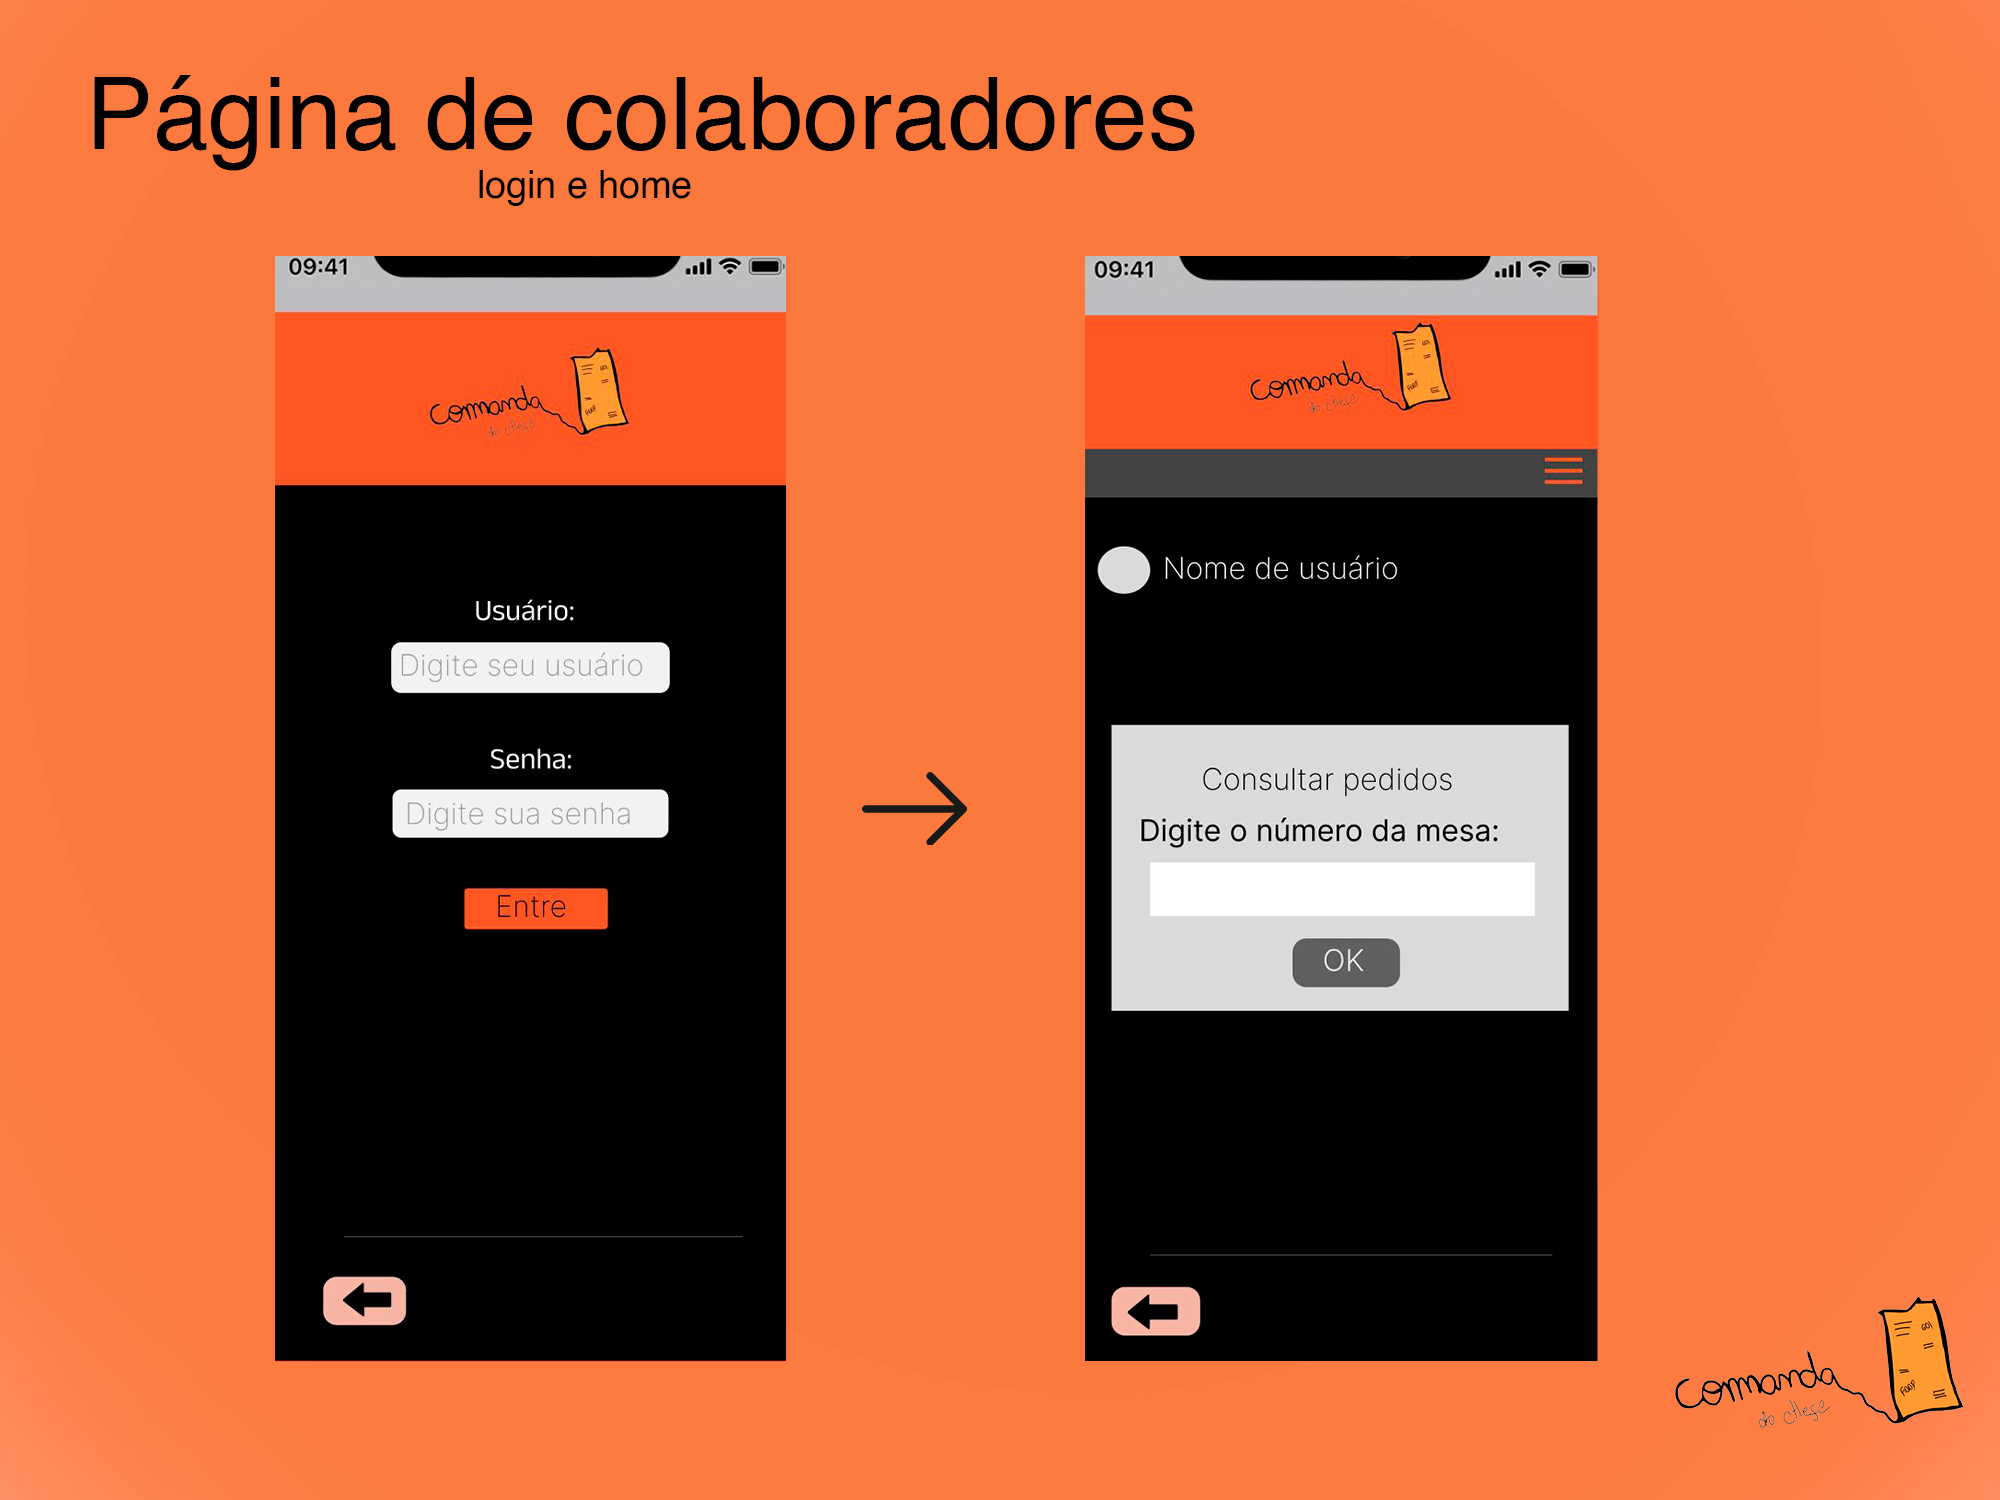 Página de colaboradores
login e home
09:41
Comanda
do cheFe
Usuário:
Digite seu usuário
Senha:
Digite sua senha
Entre
09:41
Comanda
do cheFe
Nome de usuário
Consultar pedidos
Digite o número da mesa:
OK
Comanda
do cheFe